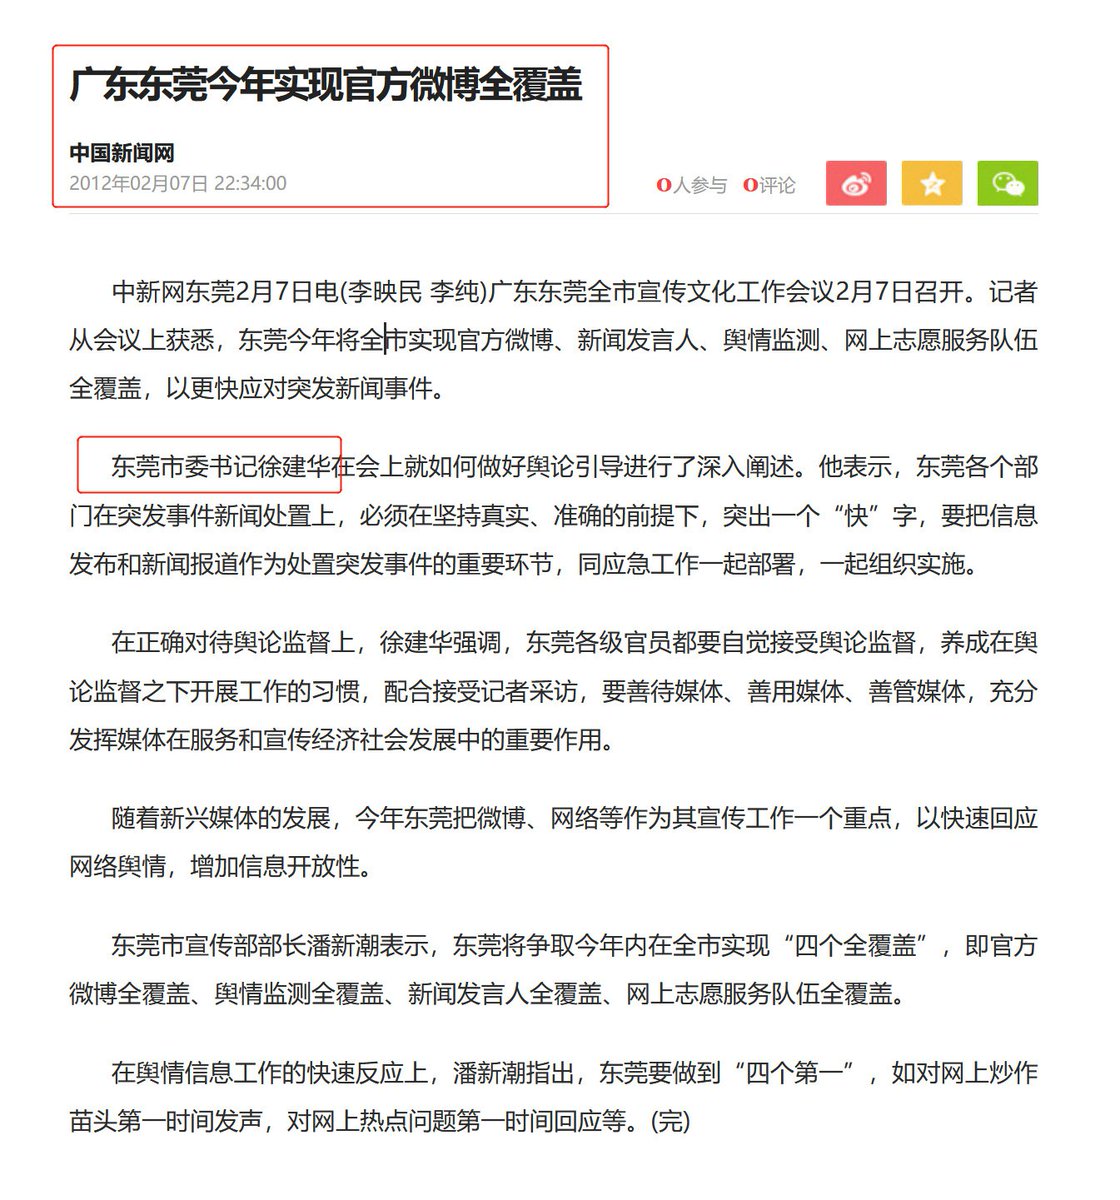 广东东莞今年实现官方微博全覆盖
中国新闻网
2012年02月07日 22:34:00
0人参与 0评论
中新网东莞2月7日电(李映民 李纯)广东东莞全市宣传文化工作会议2月7日召开。记者
从会议上获悉，东莞今年将全市实现官方微博、新闻发言人、舆情监测、网上志愿服务队伍
全覆盖，以更快应对突发新闻事件。
东莞市委书记徐建华在会上就如何做好舆论引导进行了深入阐述。他表示，东莞各个部
门在突发事件新闻处置上，必须在坚持真实、准确的前提下，突出一个“快”字，要把信息
发布和新闻报道作为处置突发事件的重要环节，同应急工作一起部署，一起组织实施。
在正确对待舆论监督上，徐建华强调，东莞各级官员都要自觉接受舆论监督，养成在舆
论监督之下开展工作的习惯，配合接受记者采访，要善待媒体、善用媒体、善管媒体，充分
发挥媒体在服务和宣传经济社会发展中的重要作用。
随着新兴媒体的发展，今年东莞把微博、网络等作为其宣传工作一个重点，以快速回应
网络舆情，增加信息开放性。
东莞市宣传部部长潘新潮表示，东莞将争取今年内在全市实现“四个全覆盖”，即官方
微博全覆盖、舆情监测全覆盖、新闻发言人全覆盖、网上志愿服务队伍全覆盖。
在舆情信息工作的快速反应上，潘新潮指出，东莞要做到“四个第一”，如对网上炒作
苗头第一时间发声，对网上热点问题第一时间回应等。(完)